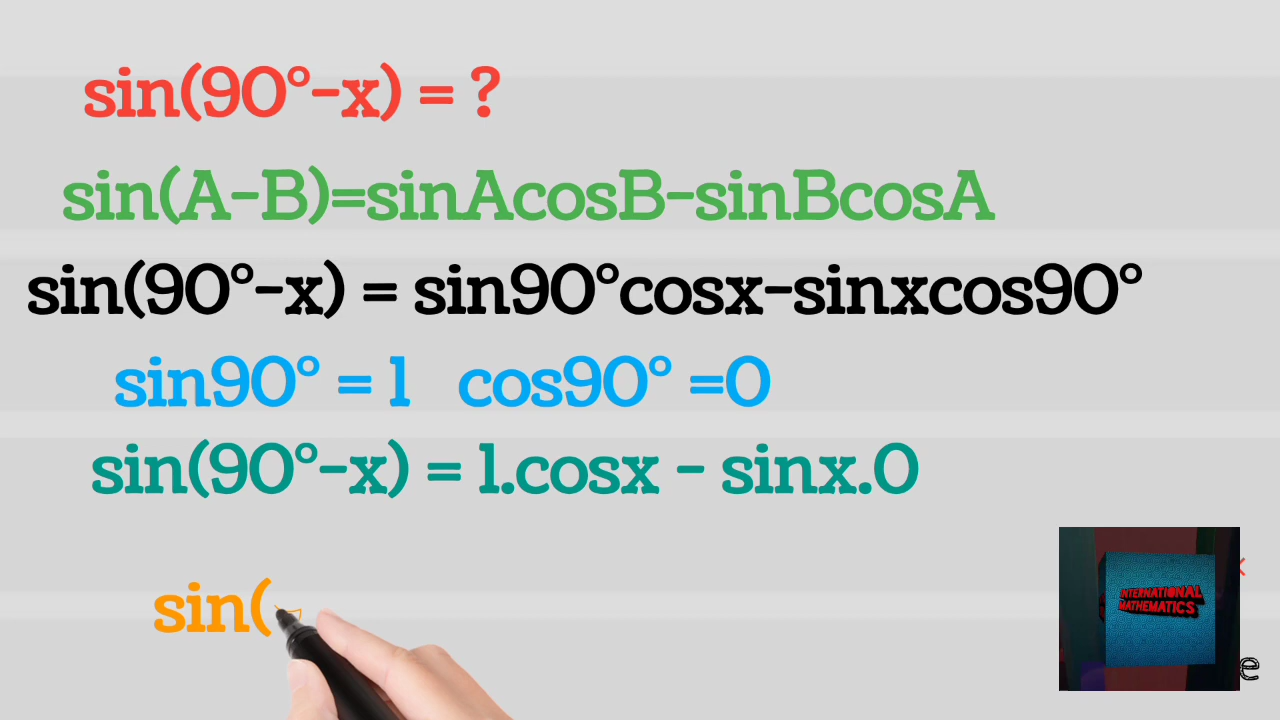 sin(90°-x) = ?
sin(A-B)=sinAcosB-sinBcosA
sin(90°-x) = sin90°cosx-sinxcos90°
sin90° = 1 cos90° =0
sin(90°-x) = 1.cosx - sinx.0
sin(
INTERNATIONAL
MATHEMATICS
e